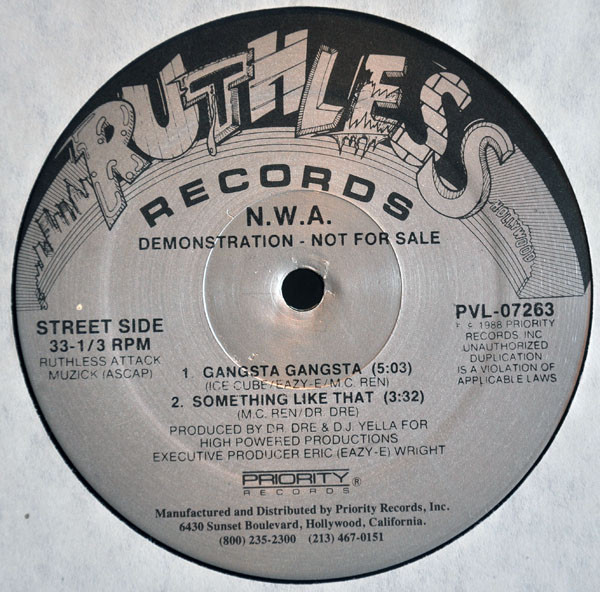 RUTHLESS
HOLLYWOOD
RECORDS
N.W.A.
DEMONSTRATION - NOT FOR SALE
STREET SIDE
33-1/3 RPM
RUTHLESS ATTACK
MUZICK (ASCAP)
PVL-07263
℗ © 1988 PRIORITY
RECORDS, INC.
UNAUTHORIZED
DUPLICATION
IS A VIOLATION OF
APPLICABLE LAWS
1. GANGSTA GANGSTA (5:03)
(ICE CUBE/EAZY-E/M.C. REN)
2. SOMETHING LIKE THAT (3:32)
(M.C. REN/DR. DRE)
PRODUCED BY DR. DRE & D.J. YELLA FOR
HIGH POWERED PRODUCTIONS
EXECUTIVE PRODUCER ERIC (EAZY-E) WRIGHT
PRIORITY®
RECORDS
Manufactured and Distributed by Priority Records, Inc.
6430 Sunset Boulevard, Hollywood, California.
(800) 235-2300 (213) 467-0151